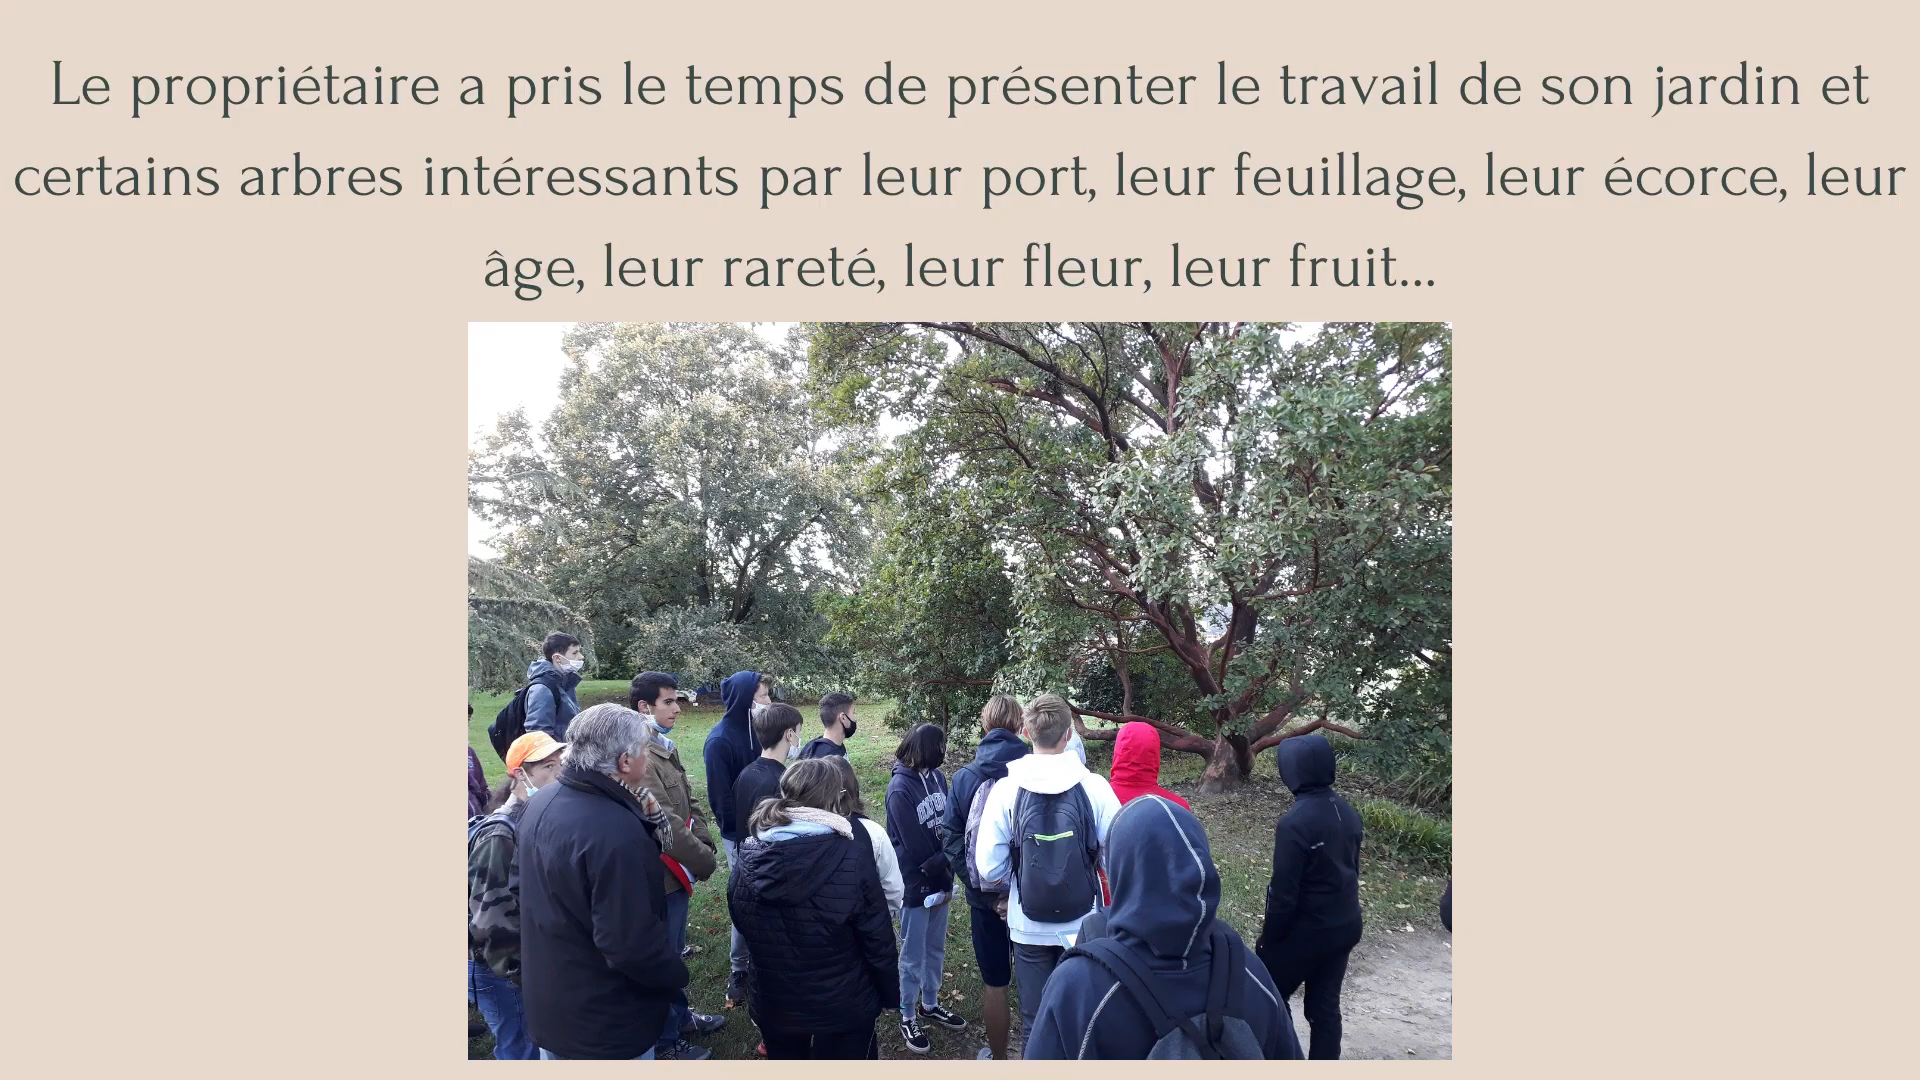 Le propriétaire a pris le temps de présenter le travail de son jardin et
certains arbres intéressants par leur port, leur feuillage, leur écorce, leur
âge, leur rareté, leur fleur, leur fruit...